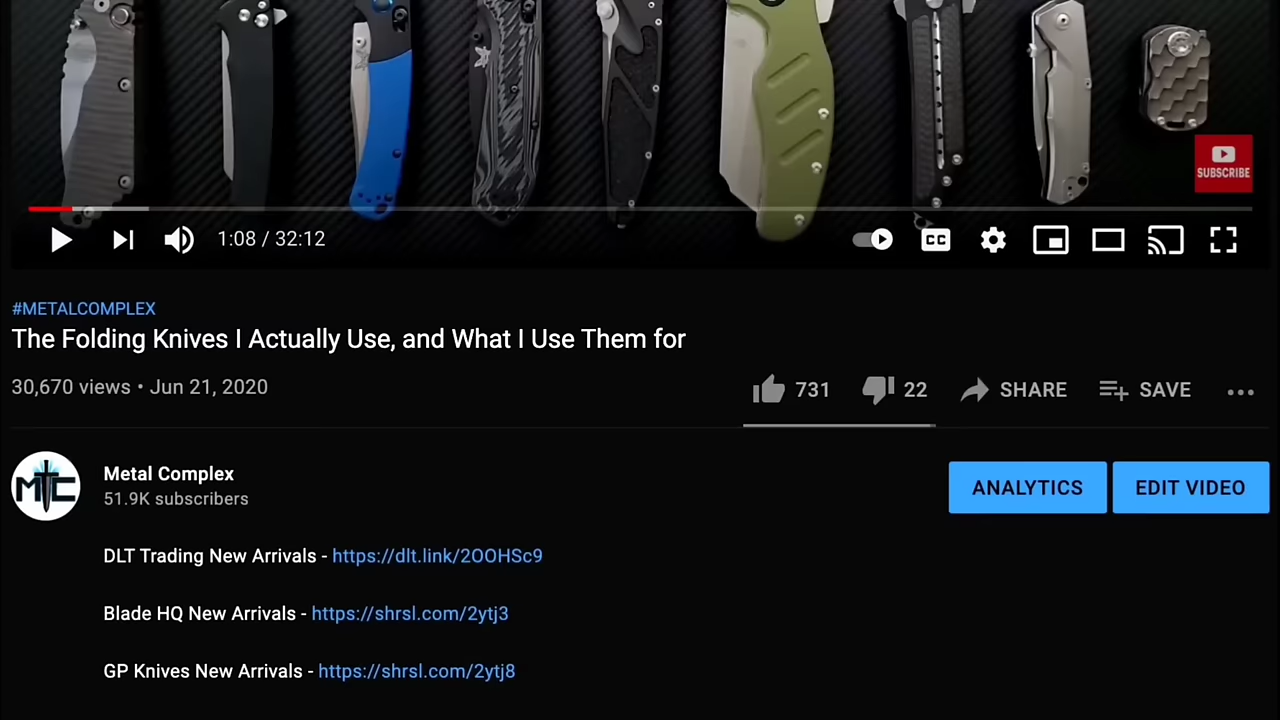 SUBSCRIBE
1:08 / 32:12
CC
#METALCOMPLEX
The Folding Knives I Actually Use, and What I Use Them for
30,670 views • Jun 21, 2020
731 22 SHARE SAVE
MTC
Metal Complex
51.9K subscribers
ANALYTICS EDIT VIDEO
DLT Trading New Arrivals - https://dlt.link/2OOHSc9
Blade HQ New Arrivals - https://shrsl.com/2ytj3
GP Knives New Arrivals - https://shrsl.com/2ytj8